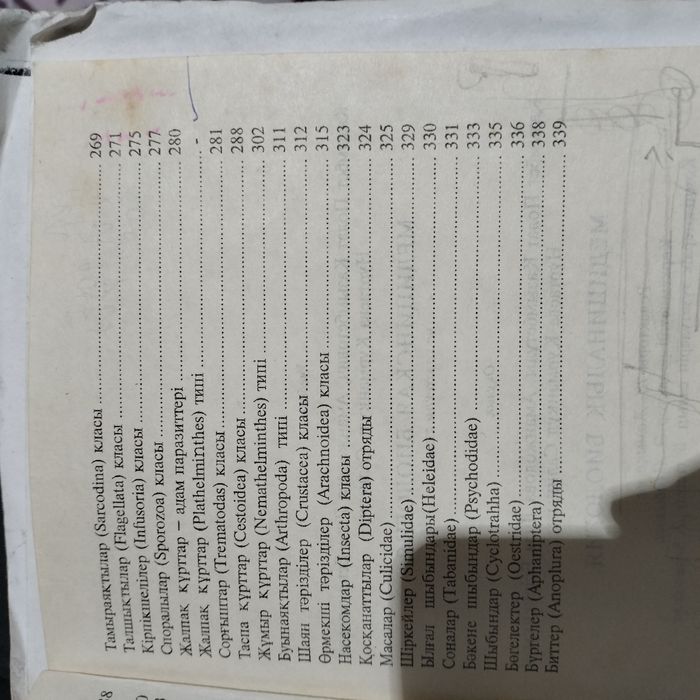 Тамыраяқтылар (Sarcodina) класы ........ 269
Талшықтылар (Flagellata) класы ........ 271
Кірпікшелілер (Infusoria) класы ........ 275
Споралылар (Sporozoa) класы ........ 277
Жалпақ құрттар – адам паразиттері ........ 280
Жалпақ құрттар (Plathelminthes) типі ........ -
Сорғыштар (Trematodas) класы ........ 281
Таспа құрттар (Cestoidea) класы ........ 288
Жұмыр құрттар (Nemathelminthes) типі ........ 302
Буынаяқтылар (Arthropoda) типі ........ 311
Шаян тәрізділер (Crustacea) класы ........ 312
Өрмекші тәрізділер (Arachnoidea) класы ........ 315
Насекомдар (Insecta) класы ........ 323
Қосқанаттылар (Diptera) отряды ........ 324
Масалар (Culicidae) ........ 325
Шіркейлер (Simulidae) ........ 329
Ылғал шыбындары(Heleidae) ........ 330
Соналар (Tabanidae) ........ 331
Бәкене шыбындар (Psychodidae) ........ 333
Шыбындар (Cyclotrahha) ........ 335
Бөгелектер (Oestridae) ........ 336
Бүргелер (Aphaniptera) ........ 338
Биттер (Anoplura) отряды ........ 339